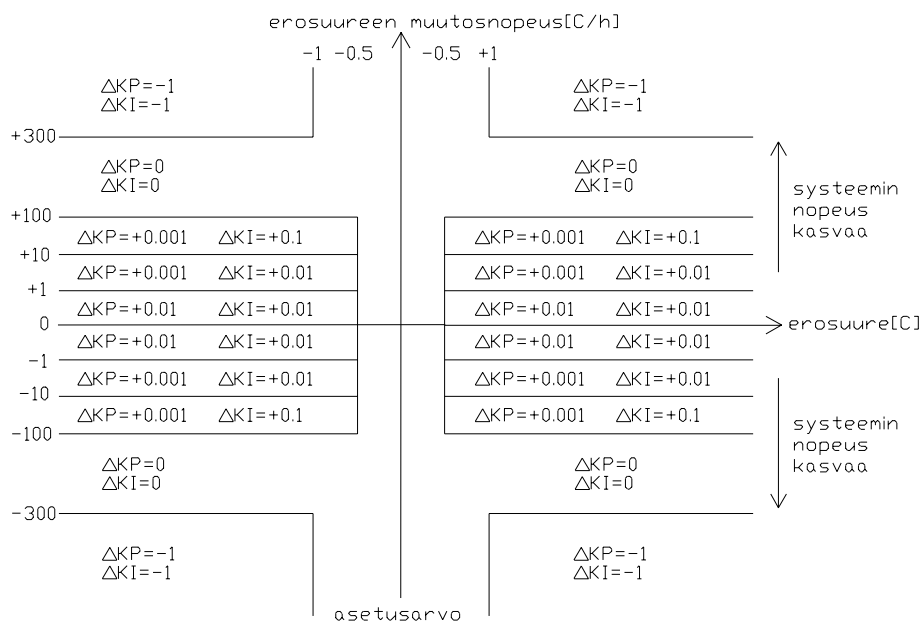 erosuureen muutosnopeus[C/h]
-1 -0.5 -0.5 +1
△KP=-1 △KP=-1
△KI=-1 △KI=-1
+300
△KP=0 △KP=0
△KI=0 △KI=0
systeemin
nopeus
kasvaa
+100
△KP=+0.001 △KI=+0.1 △KP=+0.001 △KI=+0.1
+10
△KP=+0.001 △KI=+0.01 △KP=+0.001 △KI=+0.01
+1
△KP=+0.01 △KI=+0.01 △KP=+0.01 △KI=+0.01
0 erosuure[C]
△KP=+0.01 △KI=+0.01 △KP=+0.01 △KI=+0.01
-1
△KP=+0.001 △KI=+0.01 △KP=+0.001 △KI=+0.01
-10
△KP=+0.001 △KI=+0.1 △KP=+0.001 △KI=+0.1
-100
systeemin
nopeus
kasvaa
△KP=0 △KP=0
△KI=0 △KI=0
-300
△KP=-1 △KP=-1
△KI=-1 △KI=-1
asetusarvo